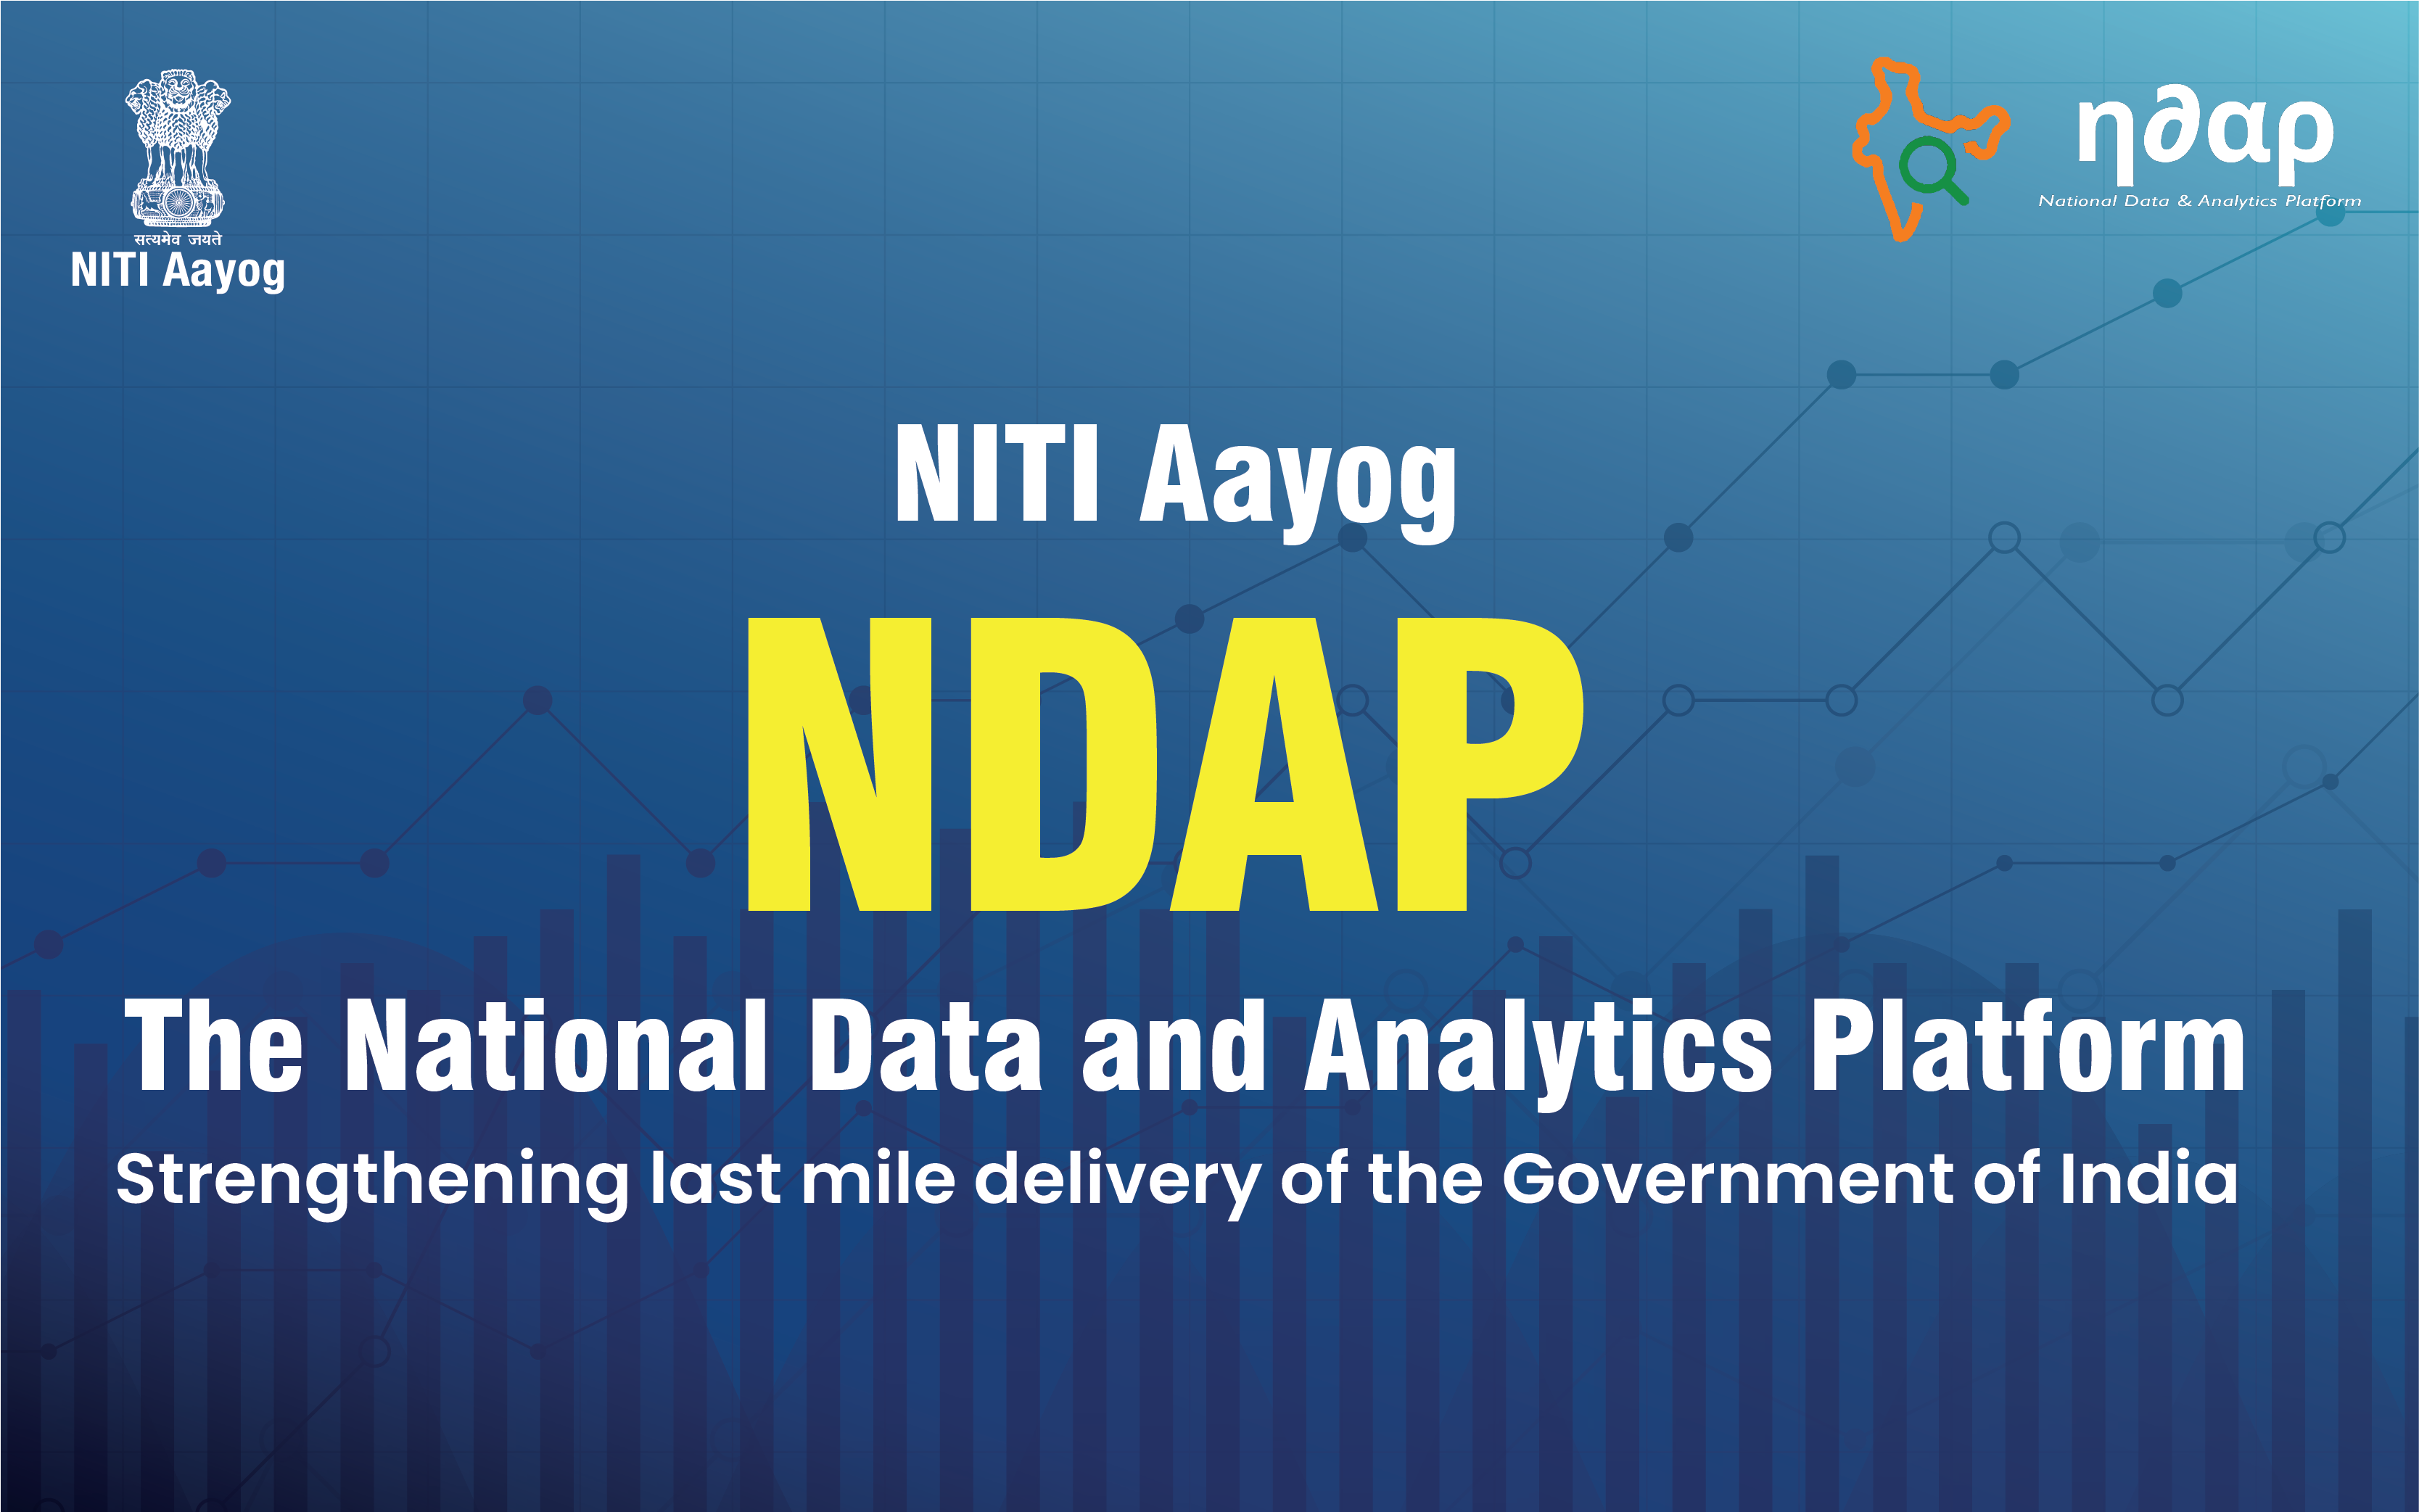 सत्यमेव जयते
NITI Aayog
η∂αρ
National Data & Analytics Platform
NITI Aayog
NDAP
The National Data and Analytics Platform
Strengthening last mile delivery of the Government of India